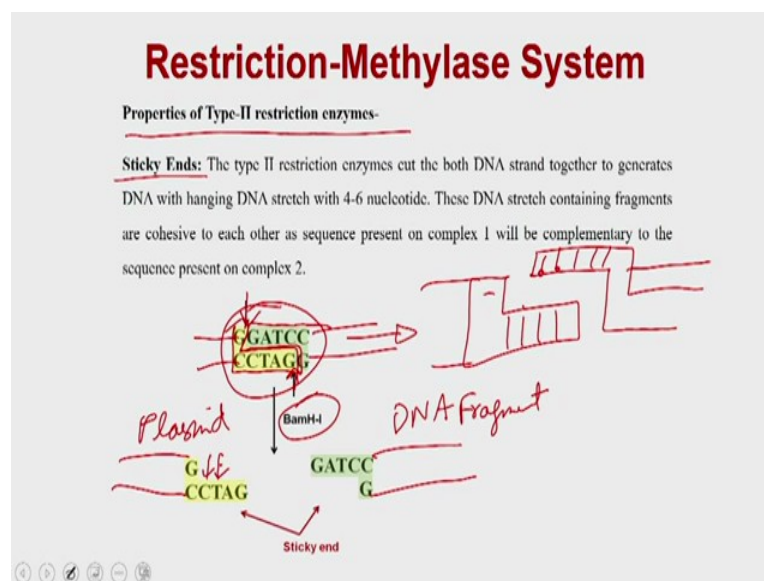 Restriction-Methylase System
Properties of Type-II restriction enzymes-
Sticky Ends: The type II restriction enzymes cut the both DNA strand together to generates
DNA with hanging DNA stretch with 4-6 nucleotide. These DNA stretch containing fragments
are cohesive to each other as sequence present on complex 1 will be complementary to the
sequence present on complex 2.
GGATCC
CCTAGG
BamH-I
Plasmid
DNA Fragment
G
GATCC
CCTAG
G
Sticky end